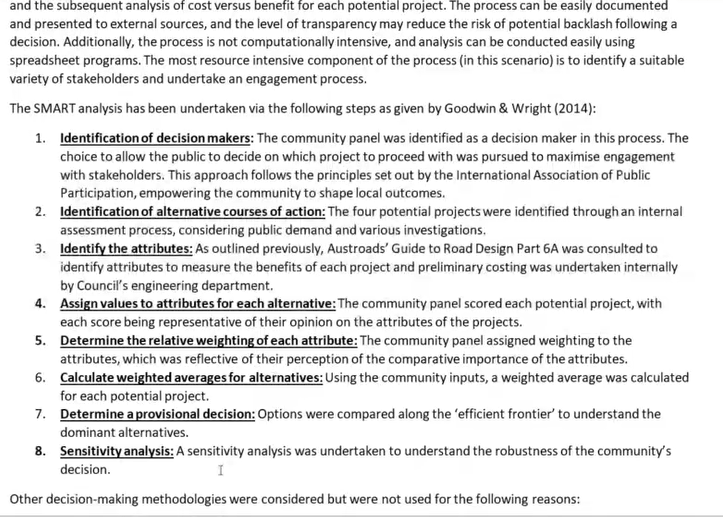 and the subsequent analysis of cost versus benefit for each potential project. The process can be easily documented
and presented to external sources, and the level of transparency may reduce the risk of potential backlash following a
decision. Additionally, the process is not computationally intensive, and analysis can be conducted easily using
spreadsheet programs. The most resource intensive component of the process (in this scenario) is to identify a suitable
variety of stakeholders and undertake an engagement process.
The SMART analysis has been undertaken via the following steps as given by Goodwin & Wright (2014):
1. Identification of decision makers: The community panel was identified as a decision maker in this process. The
choice to allow the public to decide on which project to proceed with was pursued to maximise engagement
with stakeholders. This approach follows the principles set out by the International Association of Public
Participation, empowering the community to shape local outcomes.
2. Identification of alternative courses of action: The four potential projects were identified through an internal
assessment process, considering public demand and various investigations.
3. Identify the attributes: As outlined previously, Austroads' Guide to Road Design Part 6A was consulted to
identify attributes to measure the benefits of each project and preliminary costing was undertaken internally
by Council's engineering department.
4. Assign values to attributes for each alternative: The community panel scored each potential project, with
each score being representative of their opinion on the attributes of the projects.
5. Determine the relative weighting of each attribute: The community panel assigned weighting to the
attributes, which was reflective of their perception of the comparative importance of the attributes.
6. Calculate weighted averages for alternatives: Using the community inputs, a weighted average was calculated
for each potential project.
7. Determine a provisional decision: Options were compared along the 'efficient frontier' to understand the
dominant alternatives.
8. Sensitivity analysis: A sensitivity analysis was undertaken to understand the robustness of the community's
decision.
Other decision-making methodologies were considered but were not used for the following reasons: